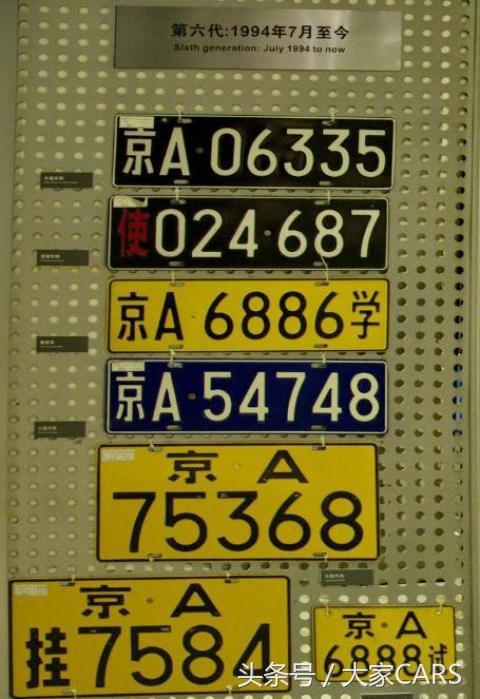 第六代:1994年7月至今
Sixth generation: July 1994 to now
京A·06335
使024·687
京A 6886学
京A·54748
京 A
75368
京 A
挂7584
京·A
6888试
头条号 / 大家CARS